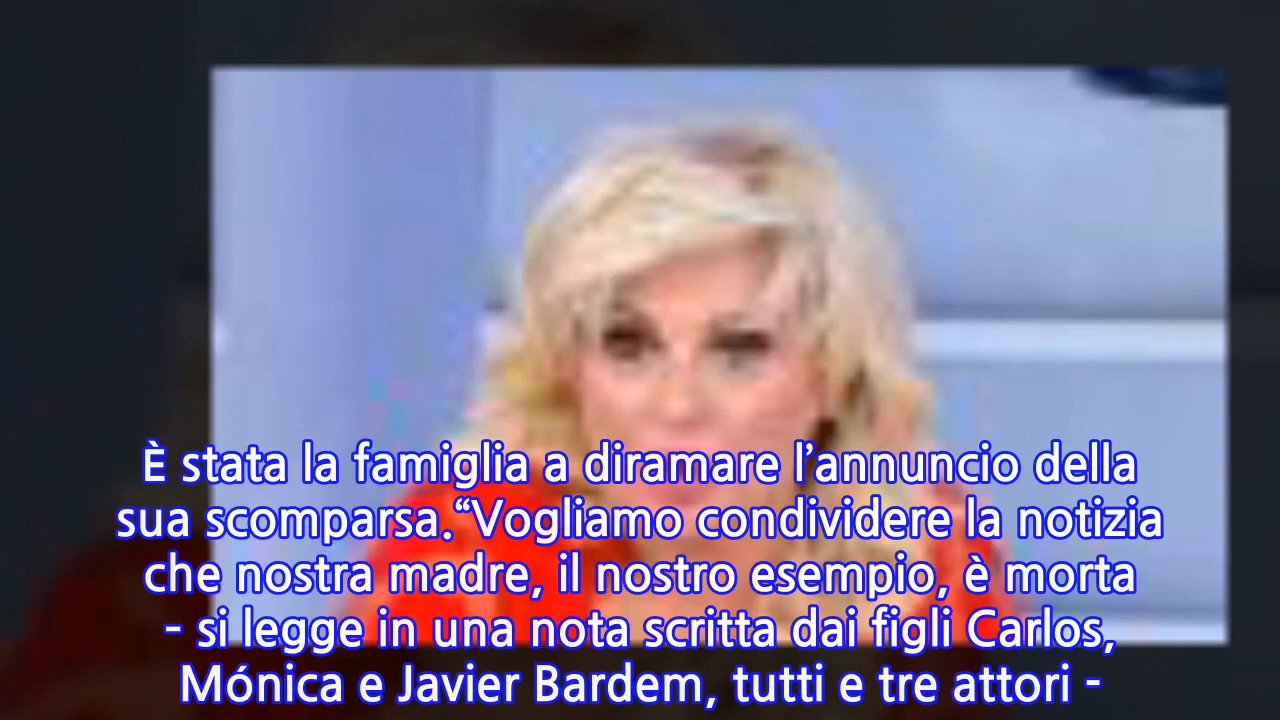 È stata la famiglia a diramare l’annuncio della
sua scomparsa.“Vogliamo condividere la notizia
che nostra madre, il nostro esempio, è morta
- si legge in una nota scritta dai figli Carlos,
Mónica e Javier Bardem, tutti e tre attori -